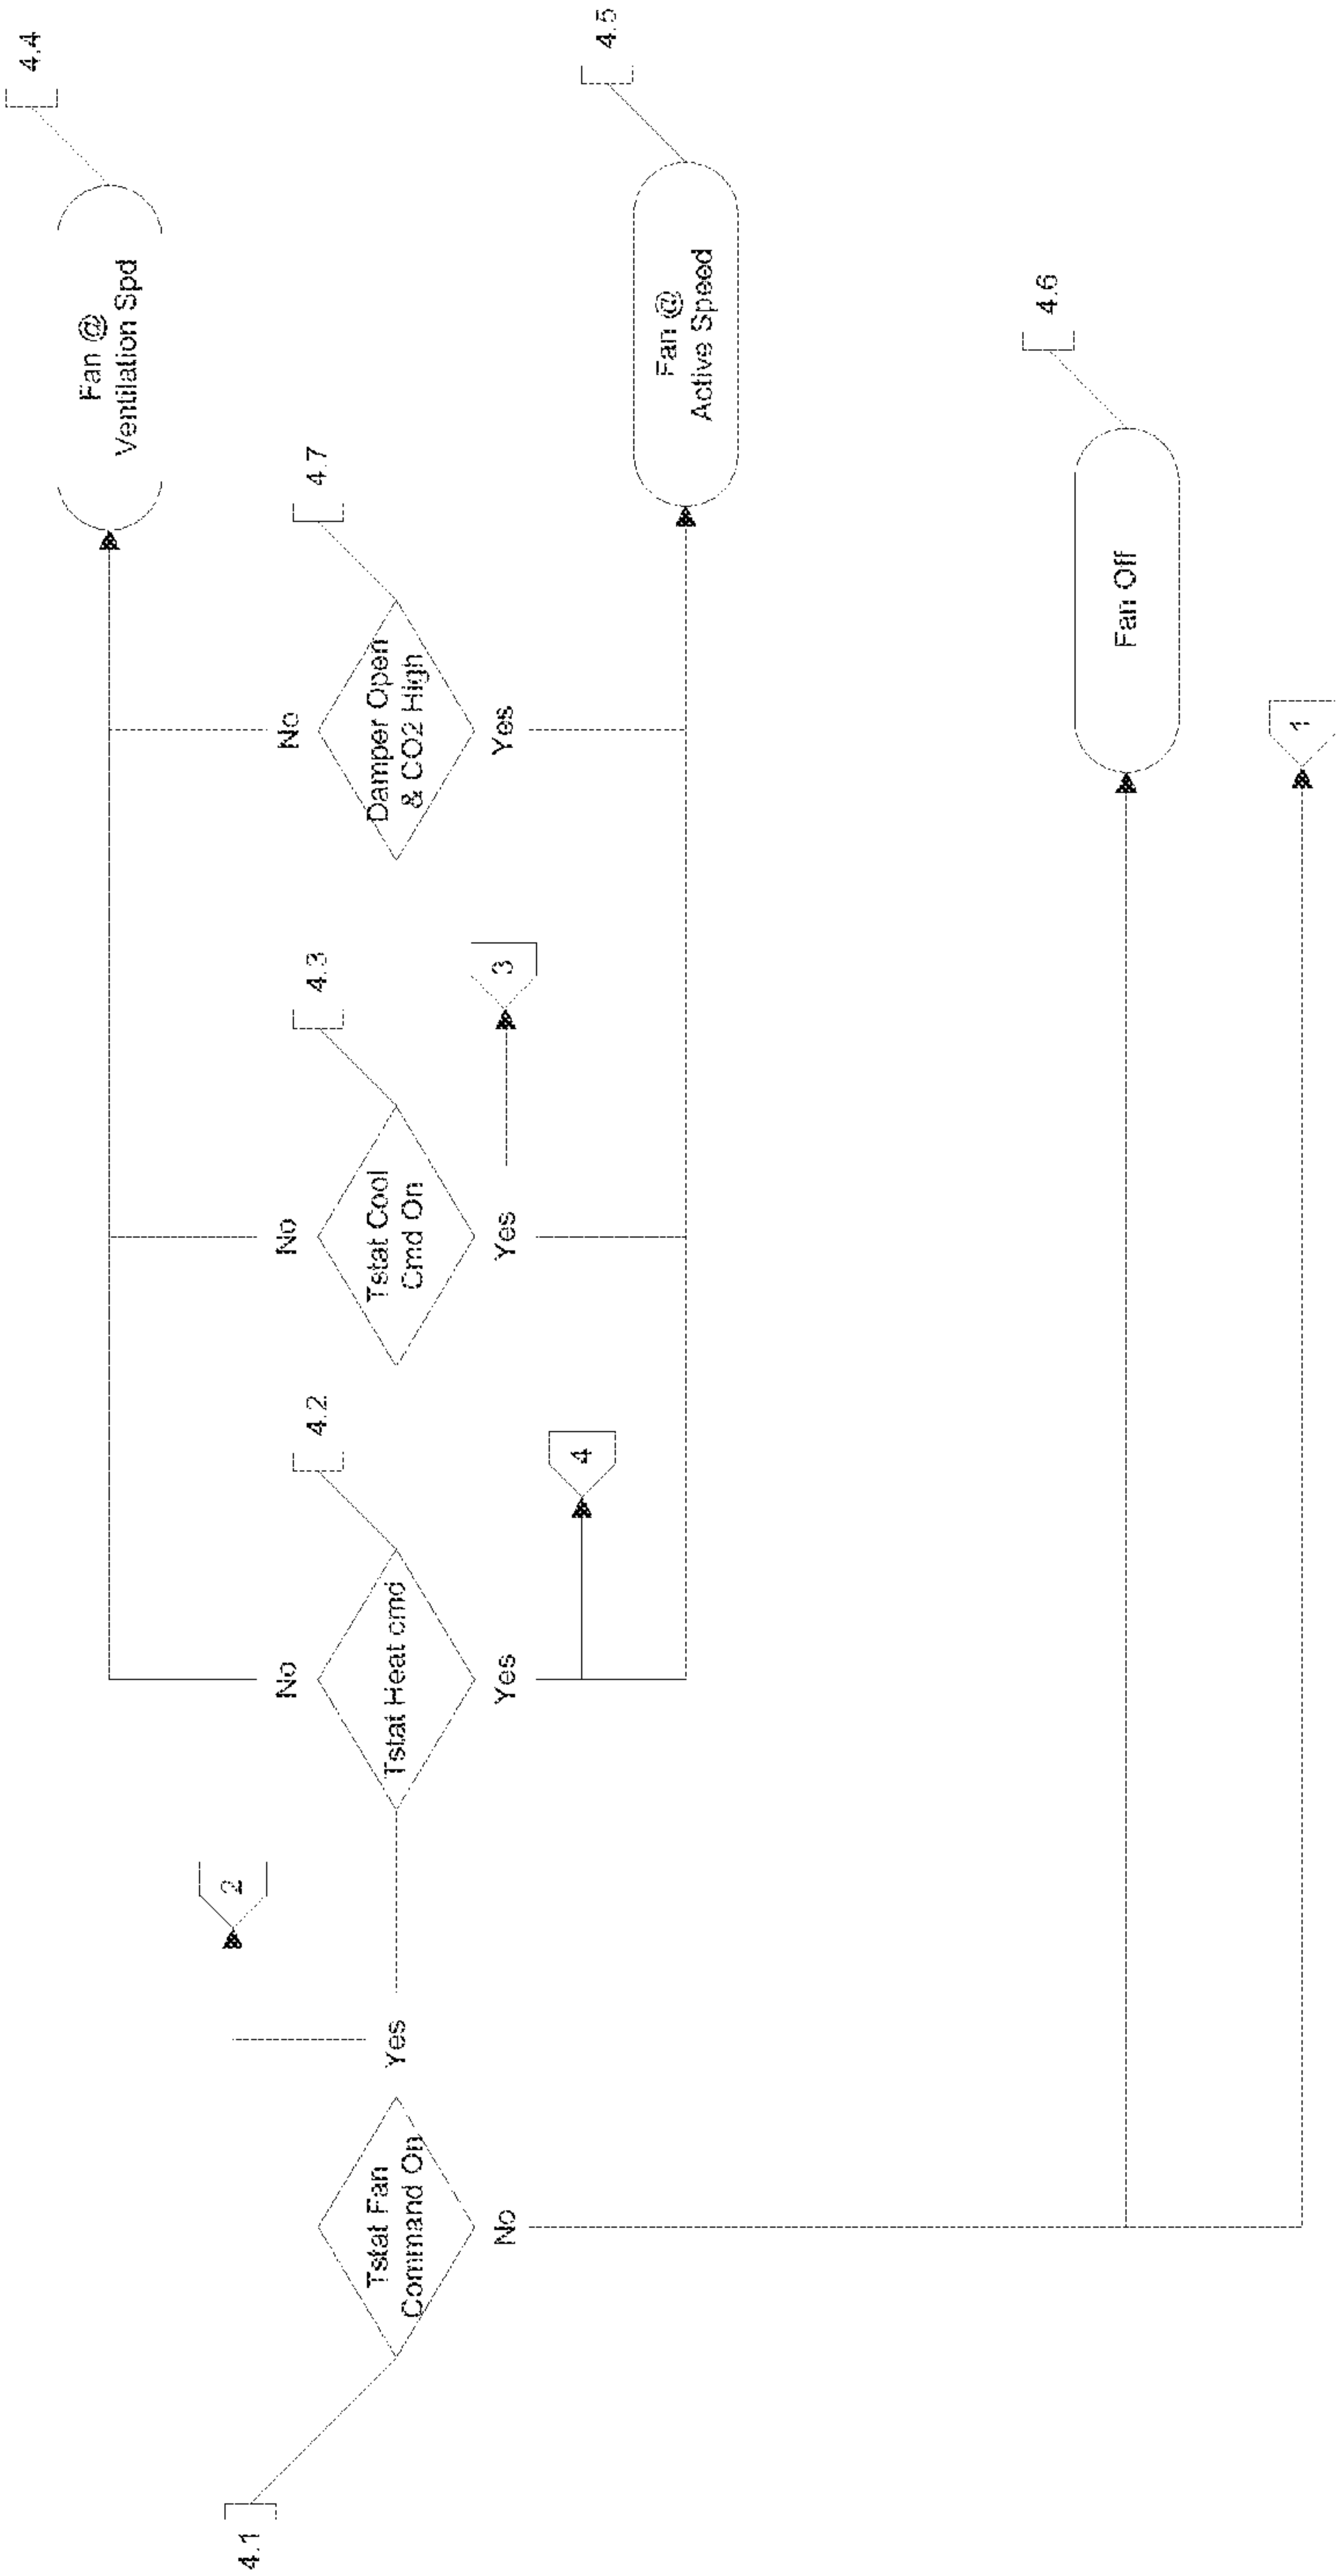 4.1
Tstat Fan
Command On
Yes
No
2
Tstat Heat cmd
No
Yes
4.2
4
Tstat Cool
Cmd On
No
Yes
4.3
3
Damper Open
& CO2 High
No
Yes
4.7
Fan @
Ventilation Spd
4.4
Fan @
Active Speed
4.5
Fan Off
4.6
1